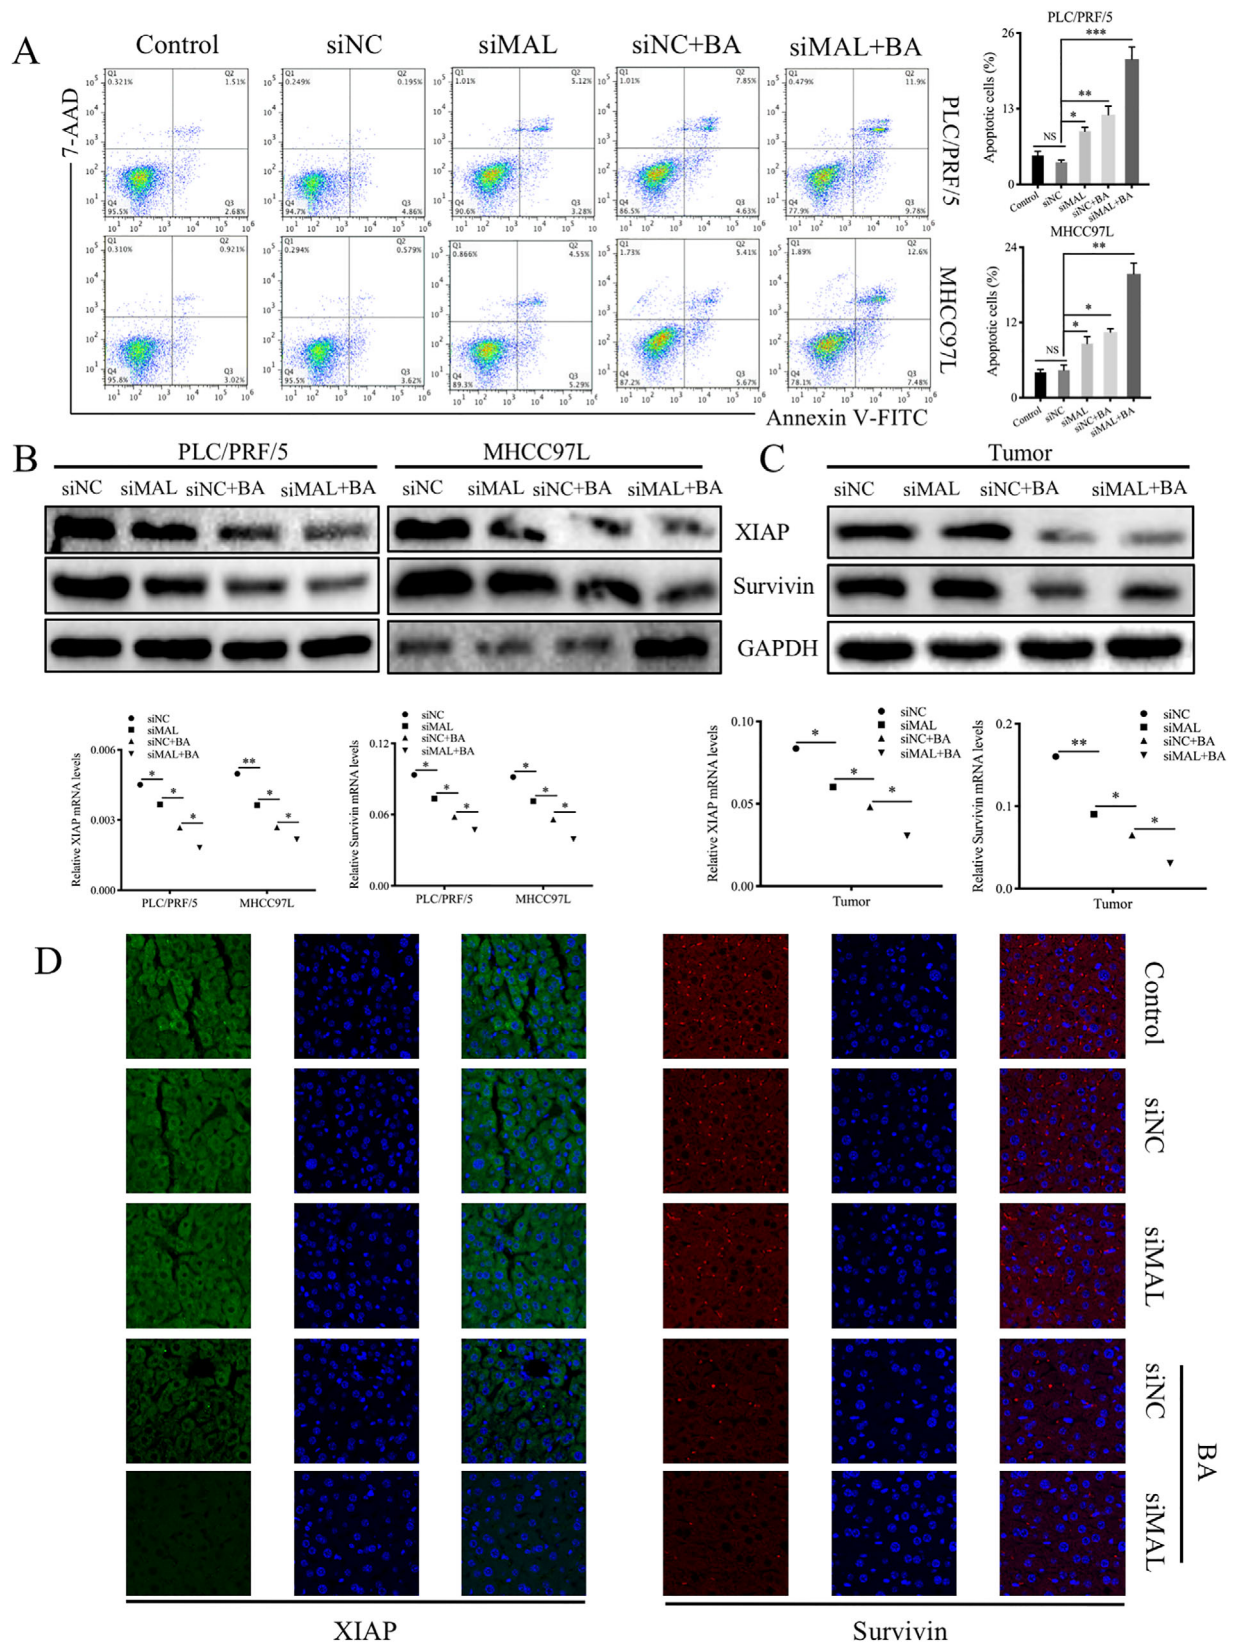 A
Control siNC siMAL siNC+BA siMAL+BA
7-AAD
Q1 0.321% Q2 1.51% Q4 95.5% Q3 2.68%
Q1 0.249% Q2 0.195% Q4 94.7% Q3 4.86%
Q1 1.01% Q2 5.12% Q4 90.6% Q3 3.28%
Q1 1.01% Q2 7.85% Q4 86.5% Q3 4.63%
Q1 0.479% Q2 11.9% Q4 77.9% Q3 9.78%
PLC/PRF/5
Q1 0.310% Q2 0.921% Q4 95.8% Q3 3.02%
Q1 0.294% Q2 0.579% Q4 95.5% Q3 3.62%
Q1 0.866% Q2 4.55% Q4 89.3% Q3 5.29%
Q1 1.73% Q2 5.41% Q4 87.2% Q3 5.67%
Q1 1.89% Q2 12.6% Q4 78.1% Q3 7.48%
MHCC97L
Annexin V-FITC
PLC/PRF/5
Apoptotic cells (%)
26
13
0
NS * ** ***
Control siNC siMAL siNC+BA siMAL+BA
MHCC97L
Apoptotic cells (%)
24
12
0
NS * * **
Control siNC siMAL siNC+BA siMAL+BA
B
PLC/PRF/5 MHCC97L
siNC siMAL siNC+BA siMAL+BA siNC siMAL siNC+BA siMAL+BA
C
Tumor
siNC siMAL siNC+BA siMAL+BA
XIAP
Survivin
GAPDH
siNC
siMAL
siNC+BA
siMAL+BA
Relative XIAP mRNA levels
0.006
0.003
0.000
* * * ** * *
PLC/PRF/5 MHCC97L
siNC
siMAL
siNC+BA
siMAL+BA
Relative Survivin mRNA levels
0.12
0.06
0.00
* * * * * *
PLC/PRF/5 MHCC97L
siNC
siMAL
siNC+BA
siMAL+BA
Relative XIAP mRNA levels
0.10
0.05
0.00
* * *
Tumor
siNC
siMAL
siNC+BA
siMAL+BA
Relative Survivin mRNA levels
0.2
0.1
0.0
** * *
Tumor
D
Control
siNC
siMAL
siNC
siMAL
BA
XIAP Survivin